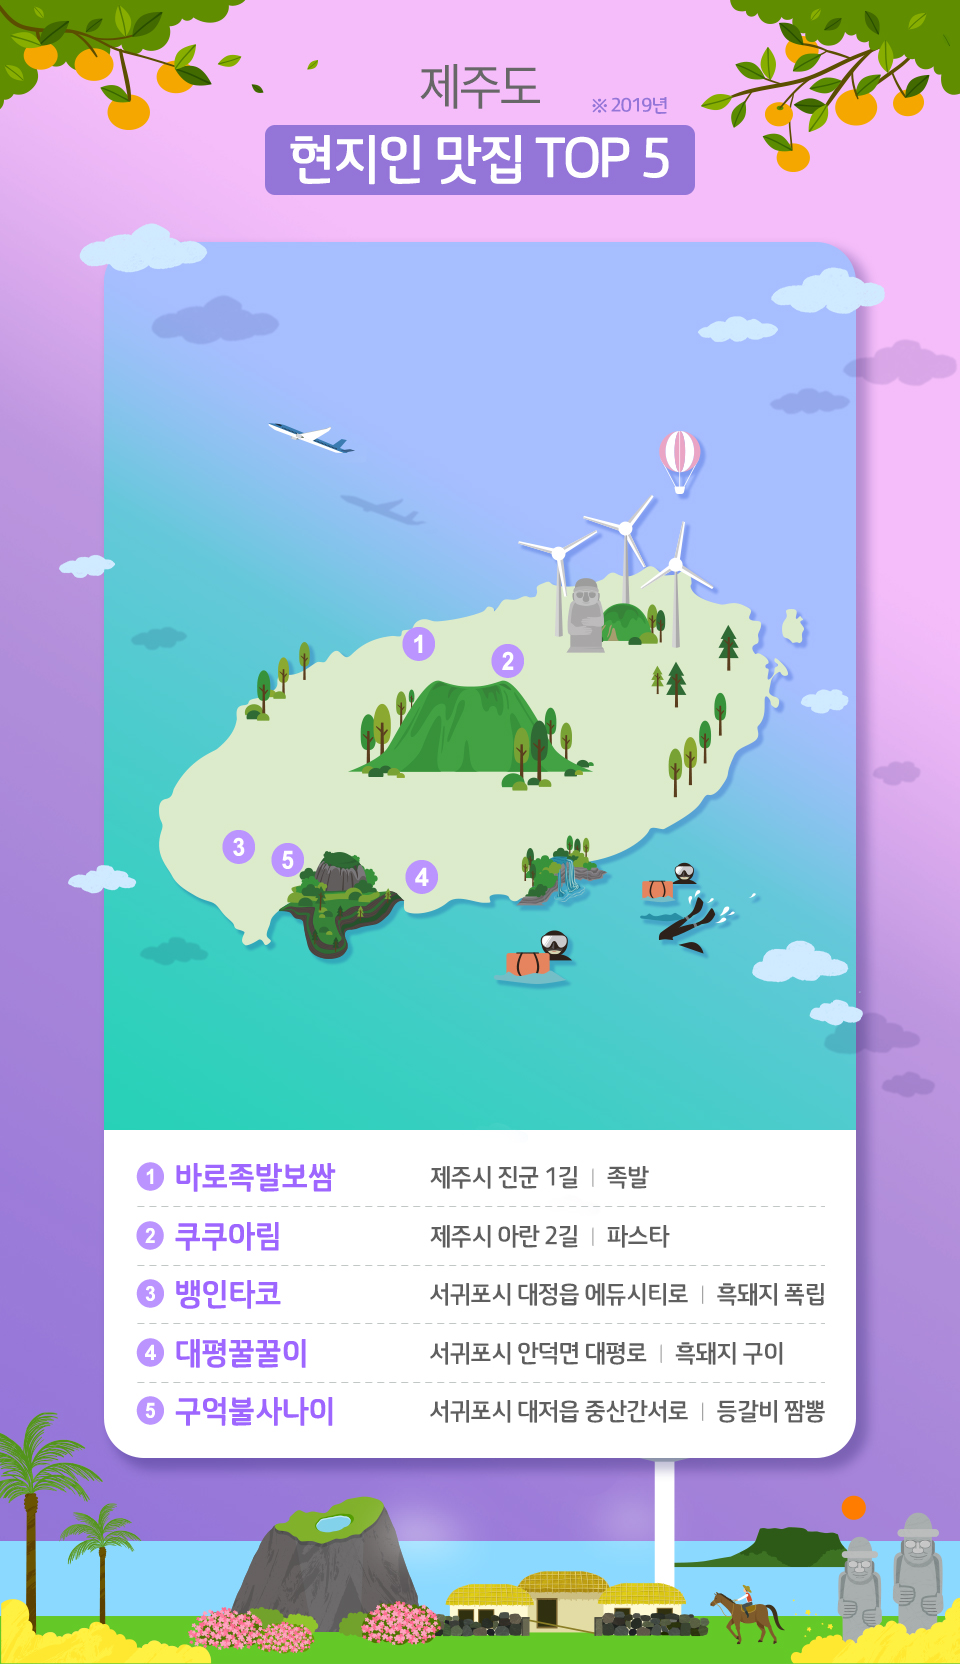 제주도
※ 2019년
현지인 맛집 TOP 5
1
2
3
5
4
1 바로족발보쌈 제주시 진군 1길 | 족발
2 쿠쿠아림 제주시 아란 2길 | 파스타
3 뱅인타코 서귀포시 대정읍 에듀시티로 | 흑돼지 폭립
4 대평꿀꿀이 서귀포시 안덕면 대평로 | 흑돼지 구이
5 구억불사나이 서귀포시 대저읍 중산간서로 | 등갈비 짬뽕